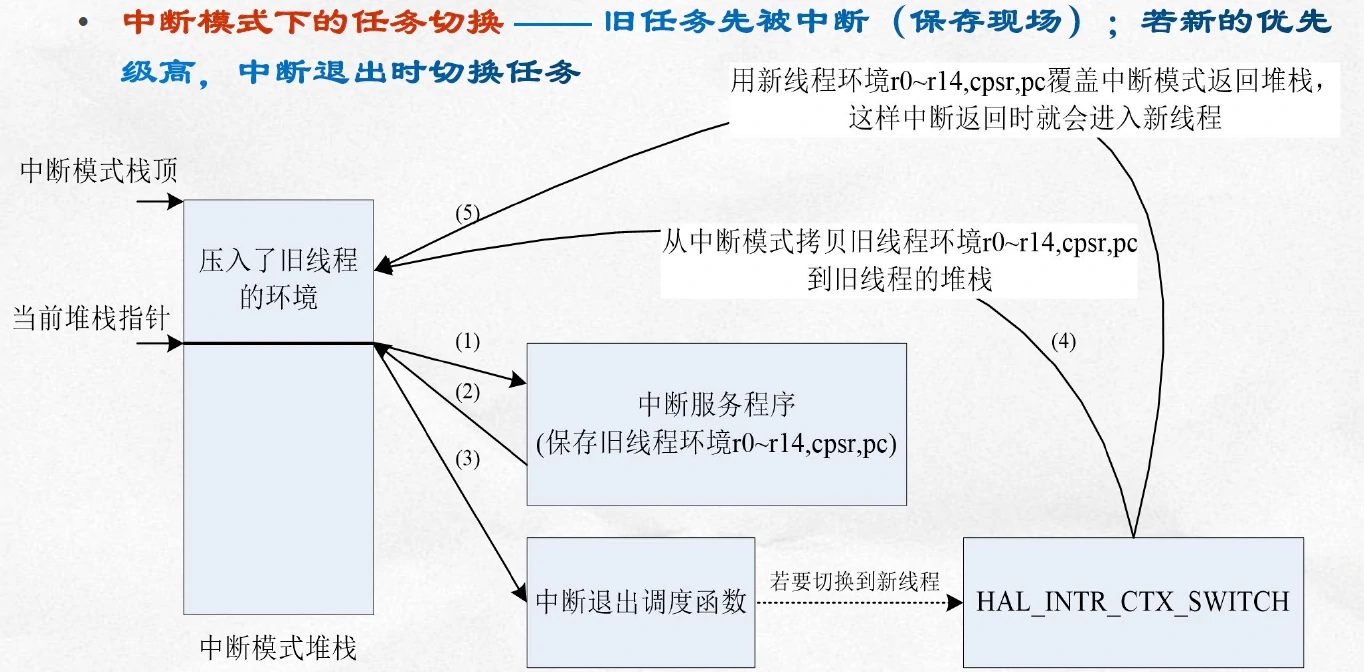 • 中断模式下的任务切换 —— 旧任务先被中断（保存现场）；若新的优先
级高，中断退出时切换任务
用新线程环境r0~r14,cpsr,pc覆盖中断模式返回堆栈，
这样中断返回时就会进入新线程
中断模式栈顶
(5)
从中断模式拷贝旧线程环境r0~r14,cpsr,pc
到旧线程的堆栈
压入了旧线程
的环境
当前堆栈指针
(1)
(4)
(2)
中断服务程序
(保存旧线程环境r0~r14,cpsr,pc)
(3)
中断退出调度函数
若要切换到新线程
HAL_INTR_CTX_SWITCH
中断模式堆栈